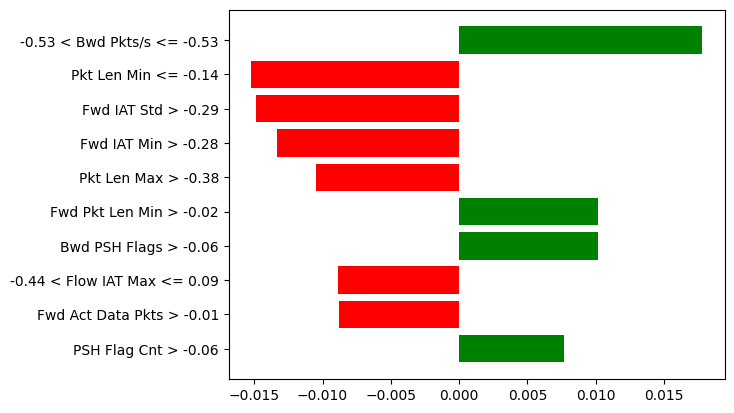 -0.53 < Bwd Pkts/s <= -0.53
Pkt Len Min <= -0.14
Fwd IAT Std > -0.29
Fwd IAT Min > -0.28
Pkt Len Max > -0.38
Fwd Pkt Len Min > -0.02
Bwd PSH Flags > -0.06
-0.44 < Flow IAT Max <= 0.09
Fwd Act Data Pkts > -0.01
PSH Flag Cnt > -0.06
−0.015 −0.010 −0.005 0.000 0.005 0.010 0.015